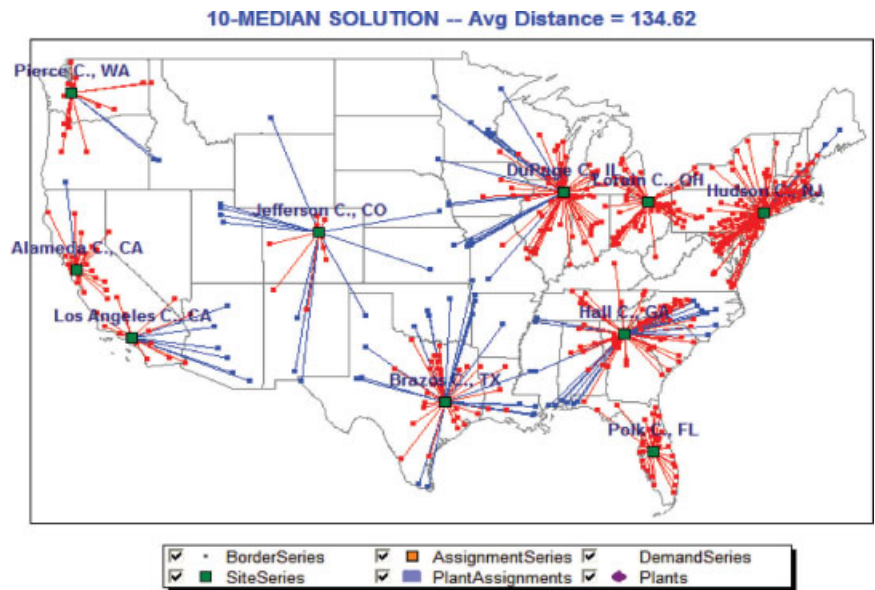 10-MEDIAN SOLUTION -- Avg Distance = 134.62
Pierce C., WA
DuPage C., IL
Lorain C., OH
Hudson C., NJ
Jefferson C., CO
Alameda C., CA
Los Angeles C., CA
Hall C., GA
Brazos C., TX
Polk C., FL
BorderSeries AssignmentSeries DemandSeries
SiteSeries PlantAssignments Plants